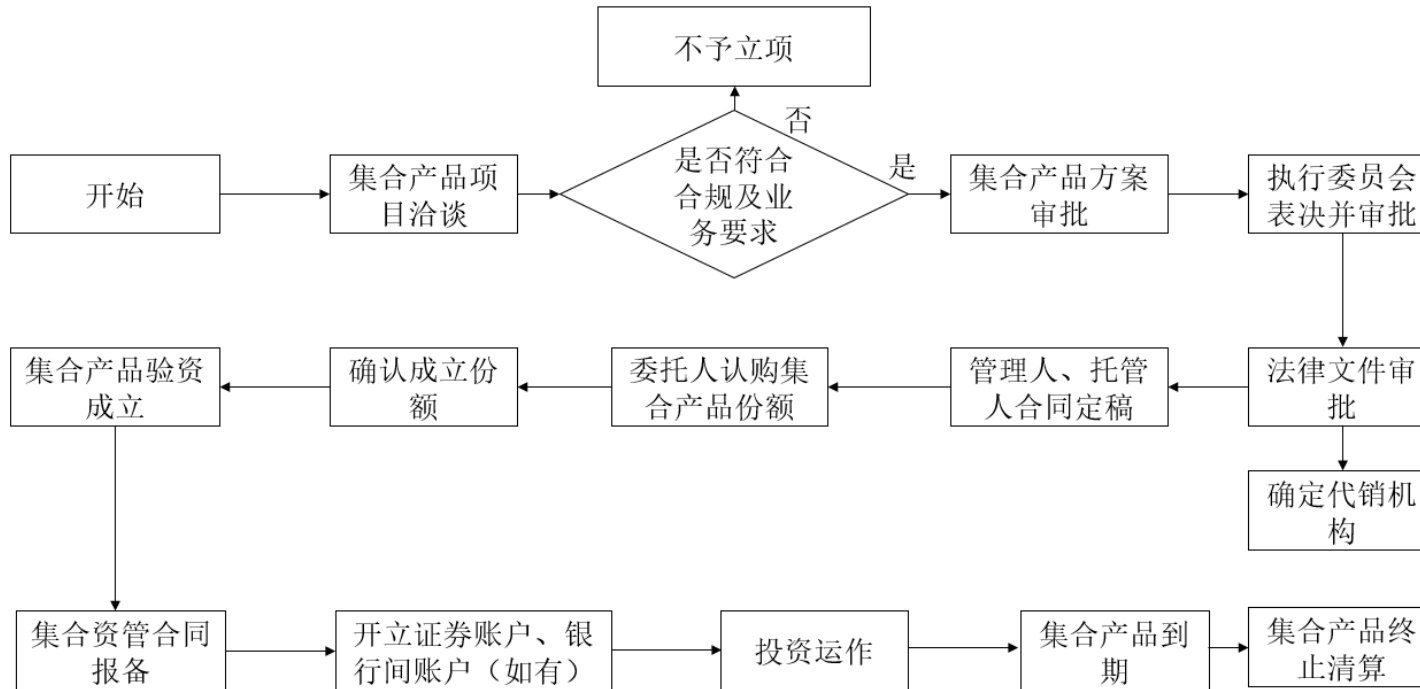 不予立项
否
是
开始
集合产品项
目洽谈
是否符合
合规及业
务要求
集合产品方案
审批
执行委员会
表决并审批
集合产品验资
成立
确认成立份
额
委托人认购集
合产品份额
管理人、托管
人合同定稿
法律文件审
批
确定代销机
构
集合资管合同
报备
开立证券账户、银
行间账户（如有）
投资运作
集合产品到
期
集合产品终
止清算